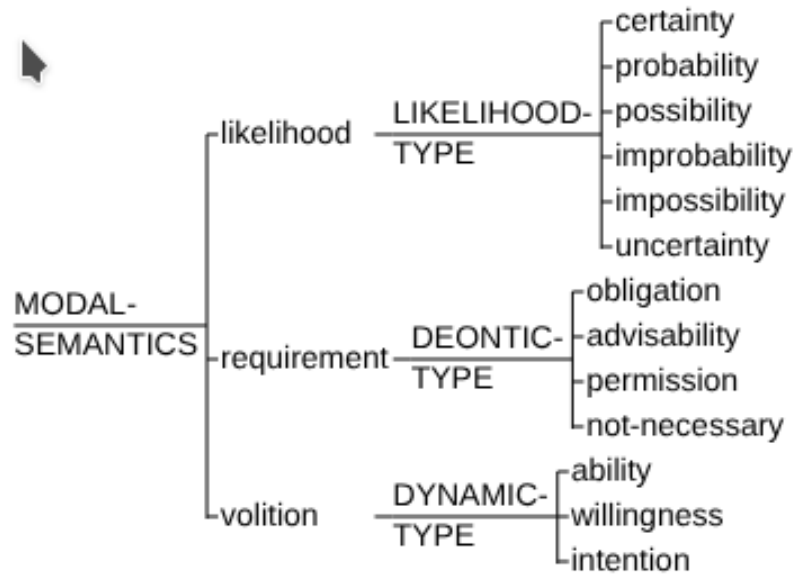 certainty
probability
LIKELIHOOD-
possibility
likelihood
TYPE
improbability
impossibility
uncertainty
MODAL-
SEMANTICS
obligation
DEONTIC-
advisability
requirement
TYPE
permission
not-necessary
ability
DYNAMIC-
volition
TYPE
willingness
intention